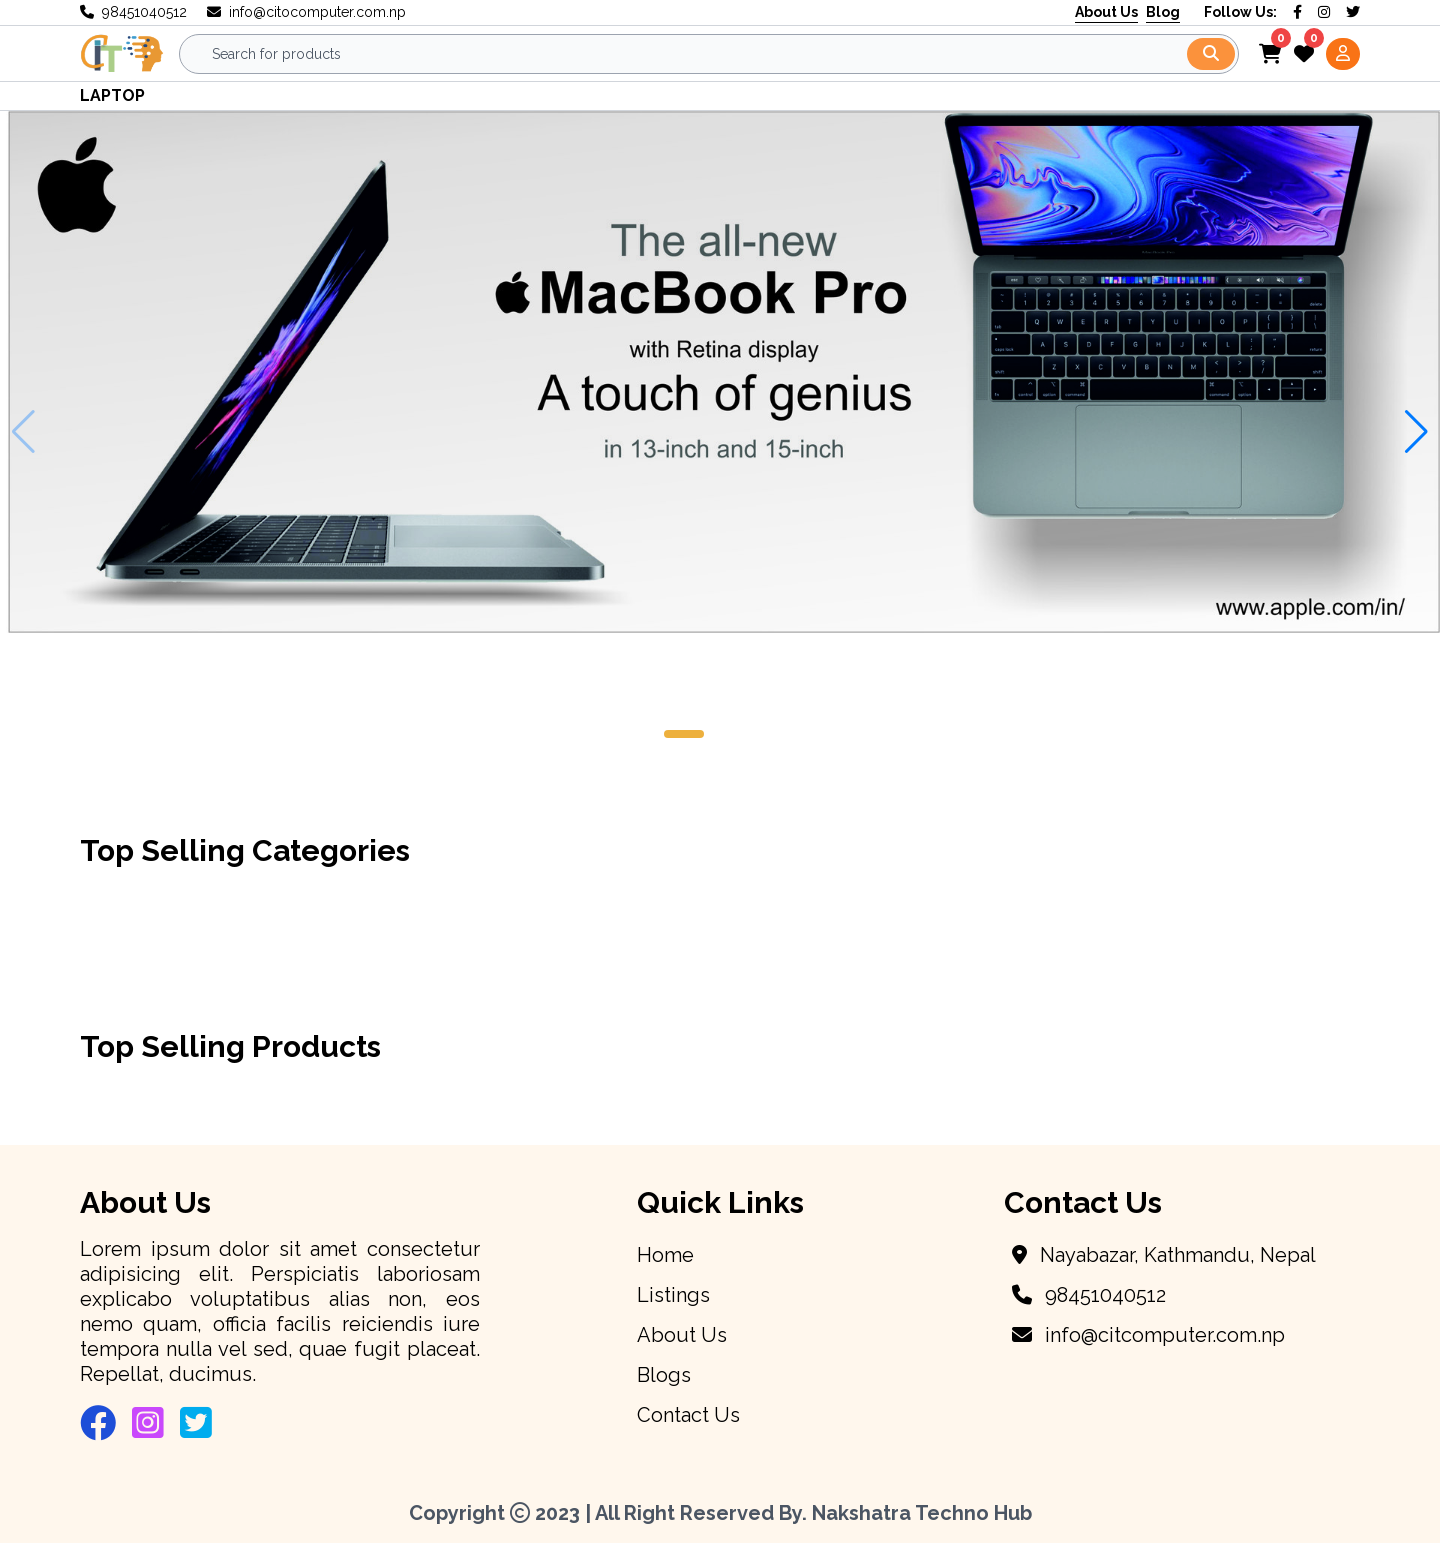 98451040512 info@citocomputer.com.np About Us Blog Follow Us:
CIT Search for products 0 0
LAPTOP
The all-new
MacBook Pro
with Retina display
A touch of genius
in 13-inch and 15-inch
www.apple.com/in/
Top Selling Categories
Top Selling Products
About Us
Lorem ipsum dolor sit amet consectetur
adipisicing elit. Perspiciatis laboriosam
explicabo voluptatibus alias non, eos
nemo quam, officia facilis reiciendis iure
tempora nulla vel sed, quae fugit placeat.
Repellat, ducimus.
Quick Links
Home
Listings
About Us
Blogs
Contact Us
Contact Us
Nayabazar, Kathmandu, Nepal
98451040512
info@citcomputer.com.np
Copyright © 2023 | All Right Reserved By. Nakshatra Techno Hub